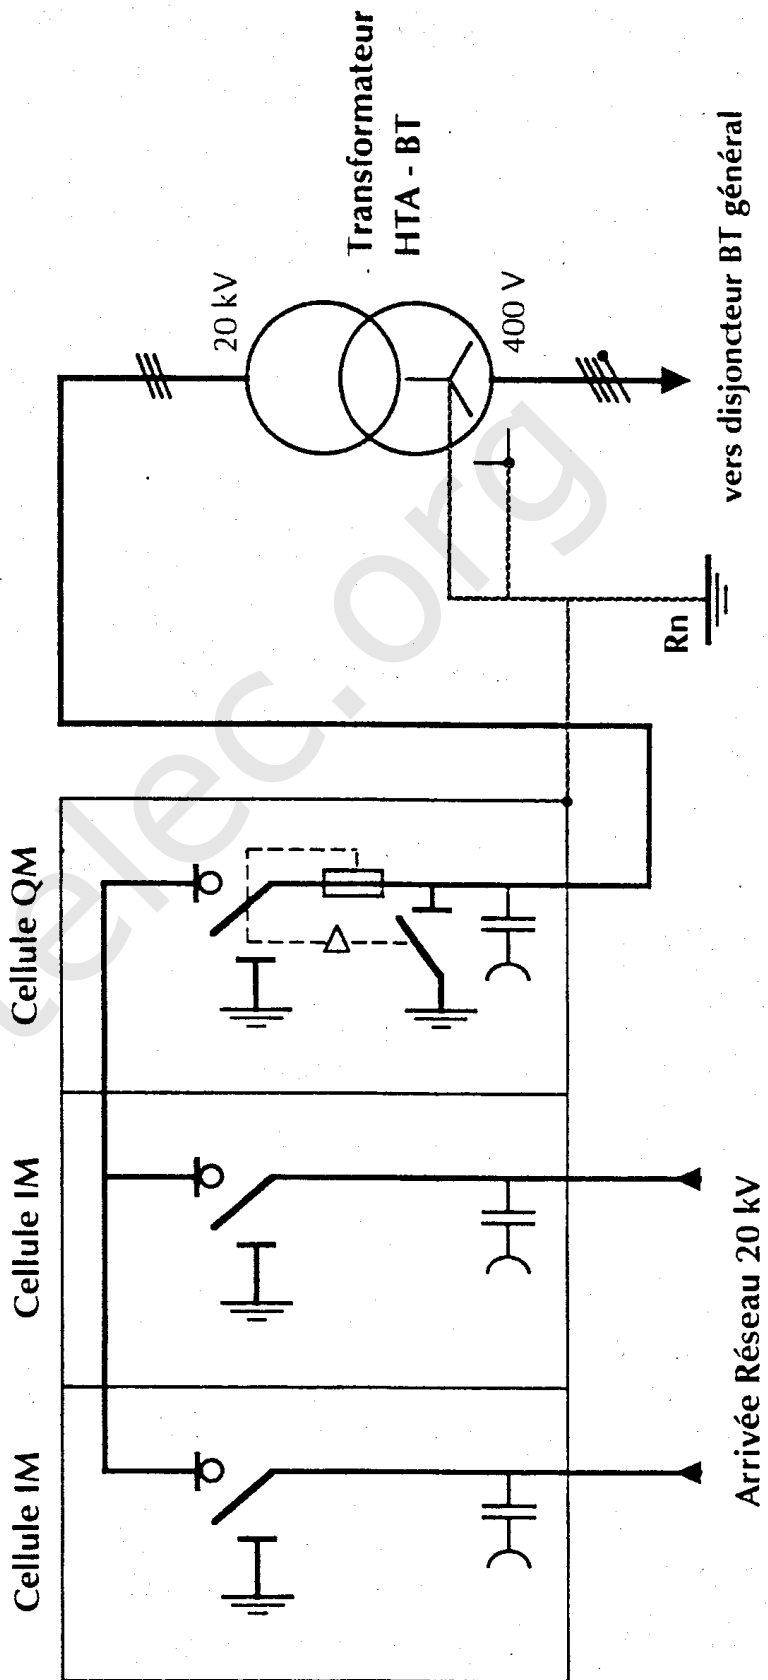 Cellule IM
Cellule IM
Cellule QM
Transformateur
HTA - BT
20 kV
400 V
Rn
Arrivée Réseau 20 kV
vers disjoncteur BT général
telec.org